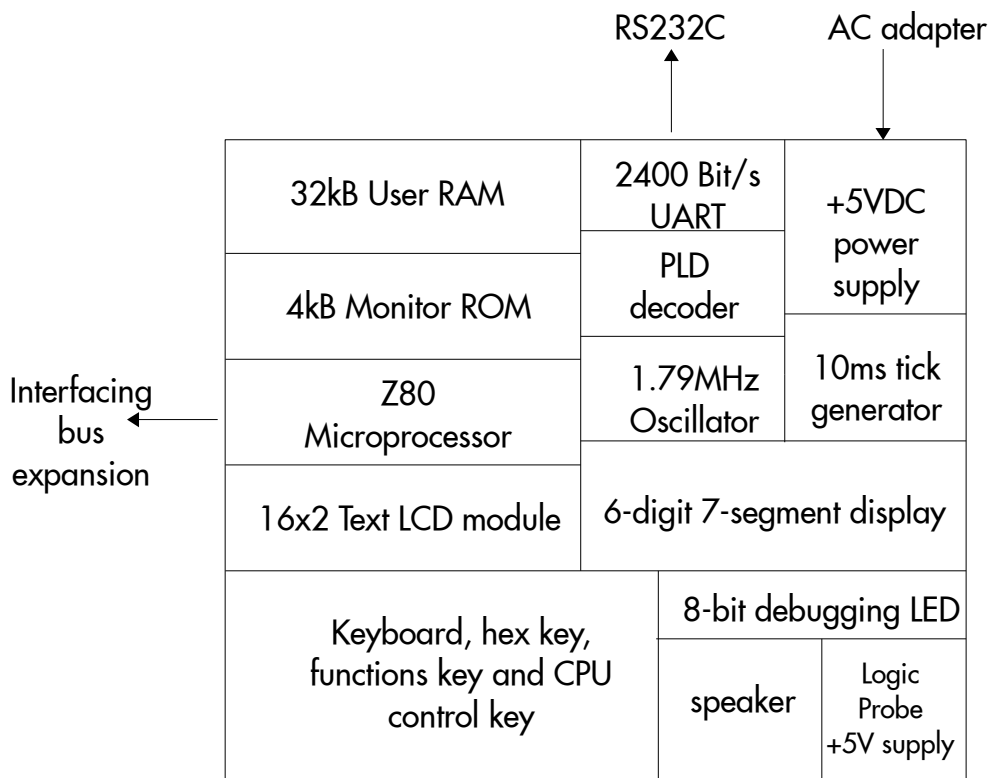 RS232C
AC adapter
32kB User RAM
2400 Bit/s
UART
+5VDC
power
supply
4kB Monitor ROM
PLD
decoder
Interfacing
bus
expansion
Z80
Microprocessor
1.79MHz
Oscillator
10ms tick
generator
16x2 Text LCD module
6-digit 7-segment display
Keyboard, hex key,
functions key and CPU
control key
8-bit debugging LED
speaker
Logic
Probe
+5V supply